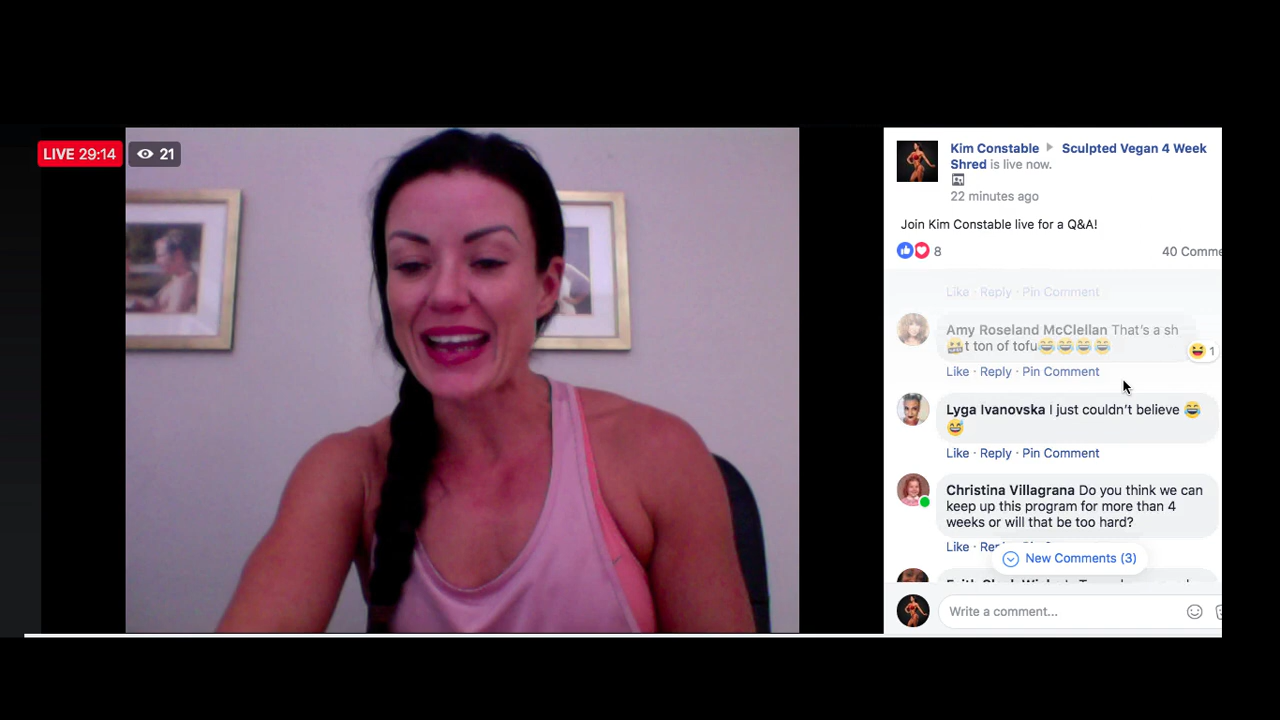 LIVE 29:14
21
Kim Constable Sculpted Vegan 4 Week
Shred is live now.
22 minutes ago
Join Kim Constable live for a Q&A!
8
40 Comme
Like · Reply · Pin Comment
Amy Roseland McClellan That's a sh
🤬t ton of tofu😂😂😂😂
😆 1
Like · Reply · Pin Comment
Lyga Ivanovska I just couldn't believe 😂
😅
Like · Reply · Pin Comment
Christina Villagrana Do you think we can
keep up this program for more than 4
weeks or will that be too hard?
Like · Rep
New Comments (3)
Write a comment...